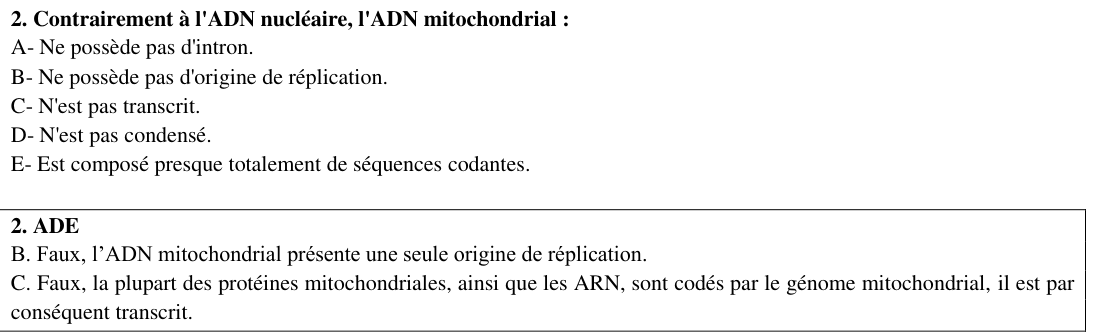 2. Contrairement à l'ADN nucléaire, l'ADN mitochondrial :
A- Ne possède pas d'intron.
B- Ne possède pas d'origine de réplication.
C- N'est pas transcrit.
D- N'est pas condensé.
E- Est composé presque totalement de séquences codantes.
2. ADE
B. Faux, l’ADN mitochondrial présente une seule origine de réplication.
C. Faux, la plupart des protéines mitochondriales, ainsi que les ARN, sont codés par le génome mitochondrial, il est par
conséquent transcrit.